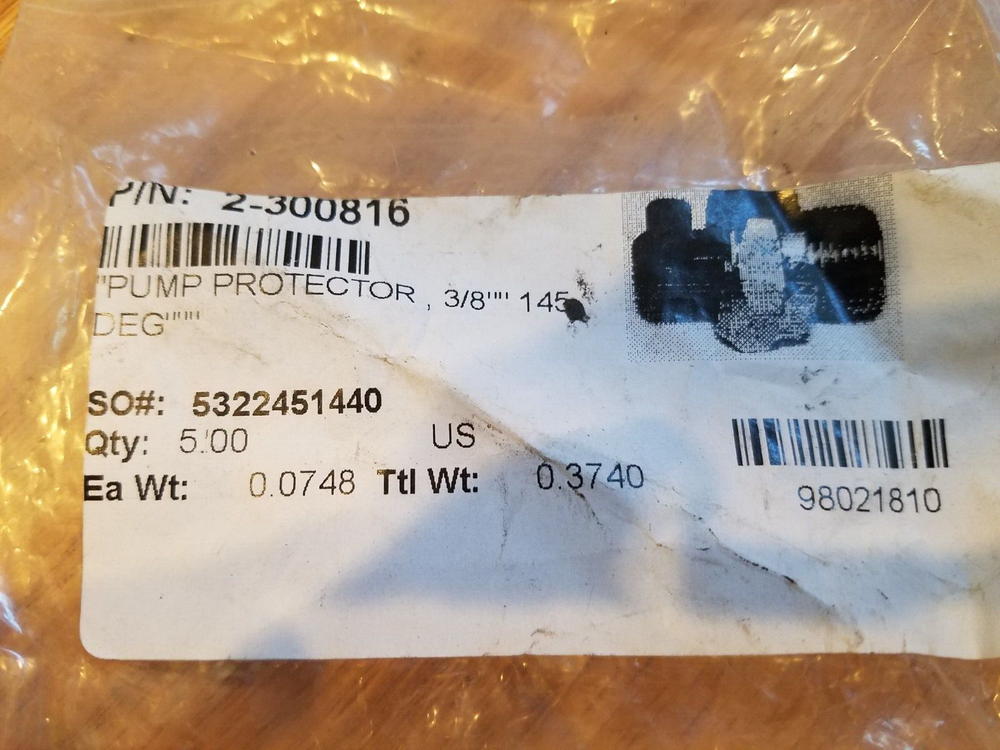 P/N: 2-300816
"PUMP PROTECTOR , 3/8"" 145
DEG"""
SO#: 5322451440
Qty: 5.00 US
Ea Wt: 0.0748 Ttl Wt: 0.3740
98021810